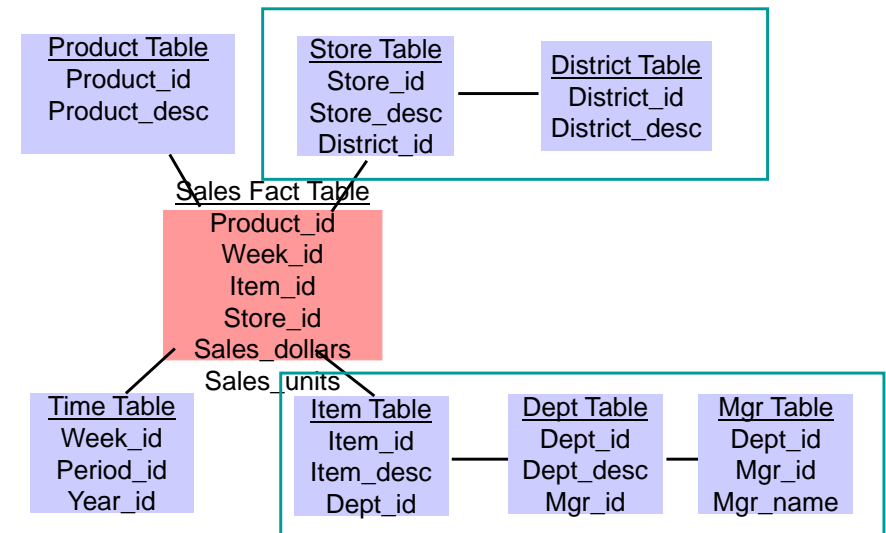 Product Table
Product_id
Product_desc
Store Table
Store_id
Store_desc
District_id
District Table
District_id
District_desc
Sales Fact Table
Product_id
Week_id
Item_id
Store_id
Sales_dollars
Sales_units
Time Table
Week_id
Period_id
Year_id
Item Table
Item_id
Item_desc
Dept_id
Dept Table
Dept_id
Dept_desc
Mgr_id
Mgr Table
Dept_id
Mgr_id
Mgr_name